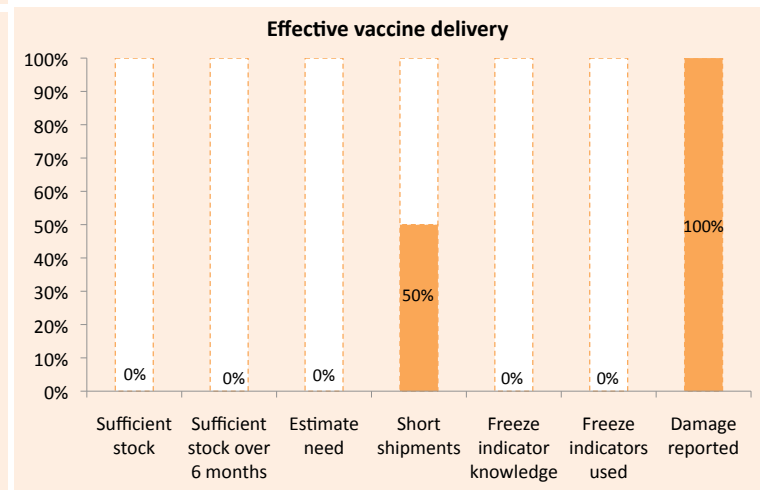 Effective vaccine delivery
100%
90%
80%
70%
60%
50%
40%
30%
20%
10%
0%
0%
0%
0%
50%
0%
0%
100%
Sufficient stock
Sufficient stock over 6 months
Estimate need
Short shipments
Freeze indicator knowledge
Freeze indicators used
Damage reported